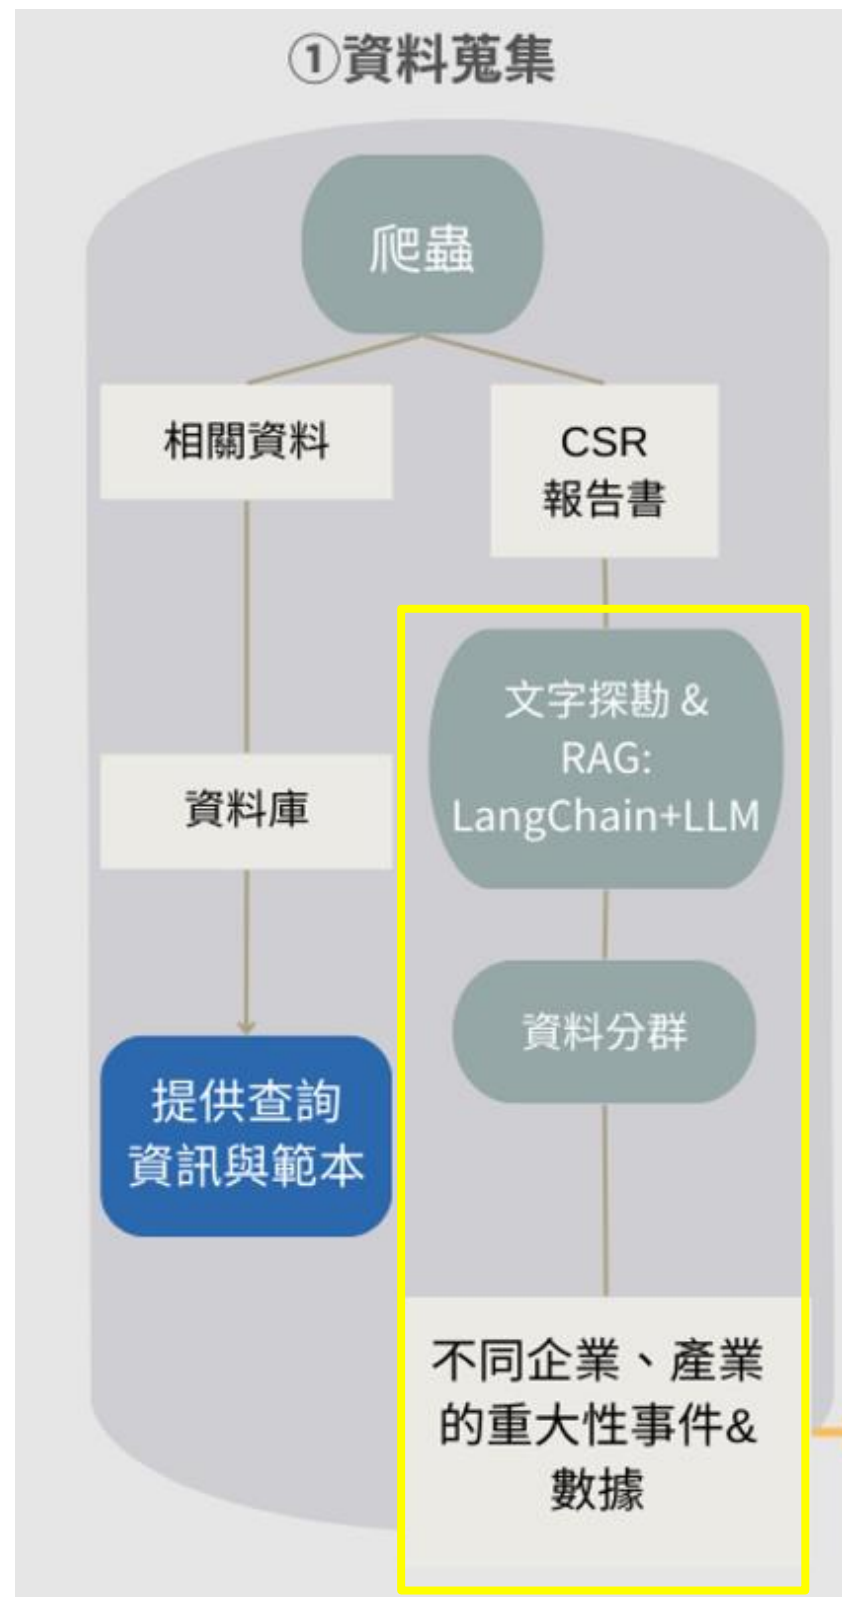 ①資料蒐集
爬蟲
相關資料
CSR
報告書
文字探勘 &
RAG:
LangChain+LLM
資料庫
資料分群
提供查詢
資訊與範本
不同企業、產業
的重大性事件&
數據